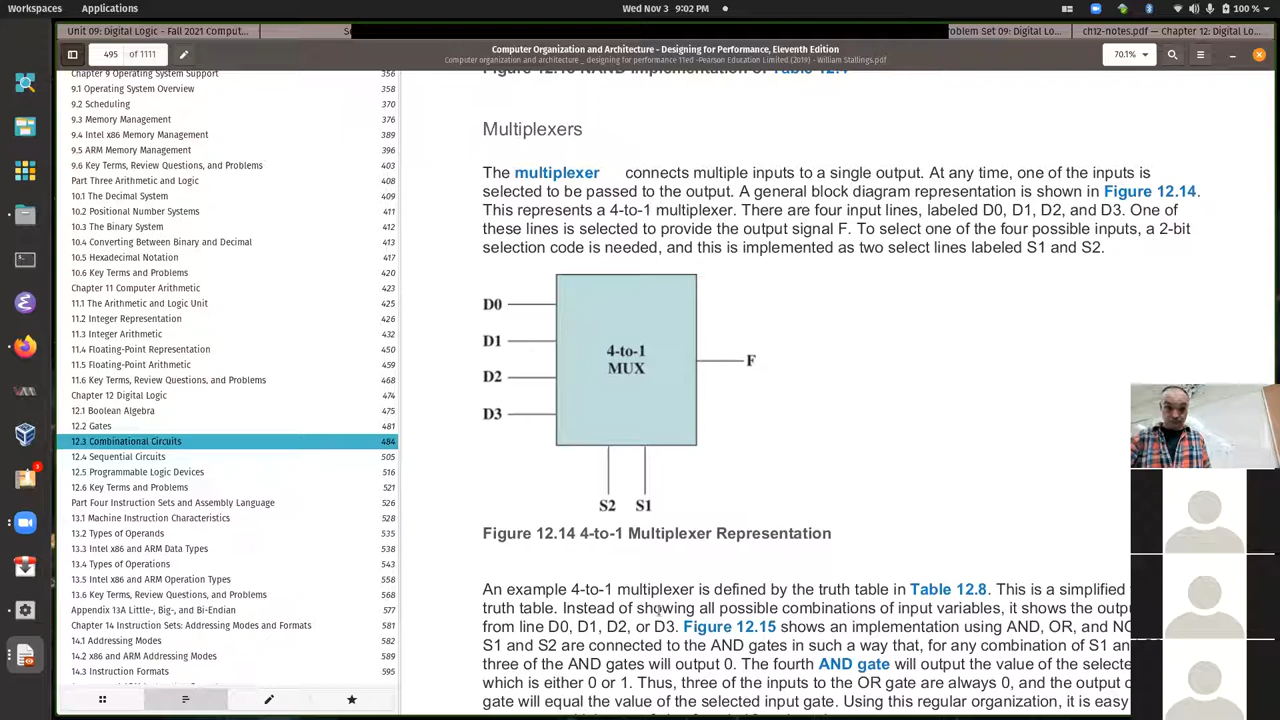 Workspaces Applications Wed Nov 3 9:02 PM 100 %
Unit 09: Digital Logic - Fall 2021 Comput… oblem Set 09: Digital Lo… ch12-notes.pdf — Chapter 12: Digital Lo…
495 of 1111 Computer Organization and Architecture - Designing for Performance, Eleventh Edition 70.1%
Computer organization and architecture _ designing for performance 11ed -Pearson Education Limited (2019) - William Stallings.pdf
Chapter 9 Operating System Support 356
9.1 Operating System Overview 358
9.2 Scheduling 370
9.3 Memory Management 376
9.4 Intel x86 Memory Management 389
9.5 ARM Memory Management 396
9.6 Key Terms, Review Questions, and Problems 403
Part Three Arithmetic and Logic 408
10.1 The Decimal System 409
10.2 Positional Number Systems 411
10.3 The Binary System 412
10.4 Converting Between Binary and Decimal 413
10.5 Hexadecimal Notation 417
10.6 Key Terms and Problems 420
Chapter 11 Computer Arithmetic 423
11.1 The Arithmetic and Logic Unit 425
11.2 Integer Representation 426
11.3 Integer Arithmetic 432
11.4 Floating-Point Representation 450
11.5 Floating-Point Arithmetic 459
11.6 Key Terms, Review Questions, and Problems 468
Chapter 12 Digital Logic 474
12.1 Boolean Algebra 475
12.2 Gates 481
12.3 Combinational Circuits 484
12.4 Sequential Circuits 505
12.5 Programmable Logic Devices 516
12.6 Key Terms and Problems 521
Part Four Instruction Sets and Assembly Language 526
13.1 Machine Instruction Characteristics 528
13.2 Types of Operands 535
13.3 Intel x86 and ARM Data Types 538
13.4 Types of Operations 543
13.5 Intel x86 and ARM Operation Types 558
13.6 Key Terms, Review Questions, and Problems 568
Appendix 13A Little-, Big-, and Bi-Endian 577
Chapter 14 Instruction Sets: Addressing Modes and Formats 581
14.1 Addressing Modes 582
14.2 x86 and ARM Addressing Modes 589
14.3 Instruction Formats 595
Multiplexers
The multiplexer connects multiple inputs to a single output. At any time, one of the inputs is
selected to be passed to the output. A general block diagram representation is shown in Figure 12.14.
This represents a 4-to-1 multiplexer. There are four input lines, labeled D0, D1, D2, and D3. One of
these lines is selected to provide the output signal F. To select one of the four possible inputs, a 2-bit
selection code is needed, and this is implemented as two select lines labeled S1 and S2.
D0
D1
D2
D3
4-to-1
MUX
F
S2 S1
Figure 12.14 4-to-1 Multiplexer Representation
An example 4-to-1 multiplexer is defined by the truth table in Table 12.8. This is a simplified
truth table. Instead of showing all possible combinations of input variables, it shows the outp
from line D0, D1, D2, or D3. Figure 12.15 shows an implementation using AND, OR, and NO
S1 and S2 are connected to the AND gates in such a way that, for any combination of S1 an
three of the AND gates will output 0. The fourth AND gate will output the value of the selecte
which is either 0 or 1. Thus, three of the inputs to the OR gate are always 0, and the output o
gate will equal the value of the selected input gate. Using this regular organization, it is easy